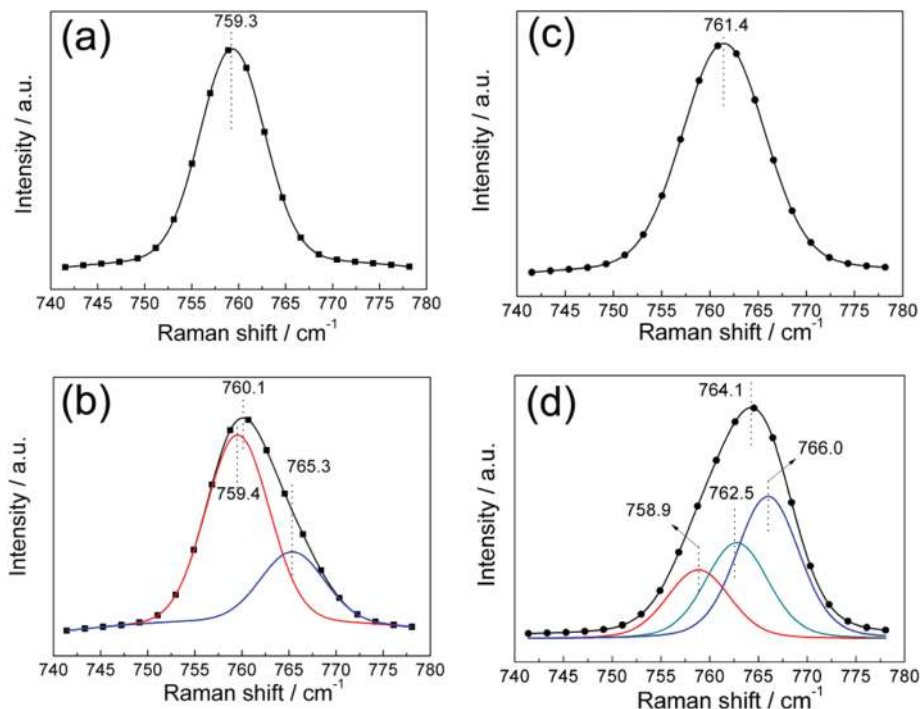 (a)
759.3
Intensity / a.u.
740 745 750 755 760 765 770 775 780
Raman shift / cm⁻¹
(c)
761.4
Intensity / a.u.
740 745 750 755 760 765 770 775 780
Raman shift / cm⁻¹
(b)
760.1
765.3
759.4
Intensity / a.u.
740 745 750 755 760 765 770 775 780
Raman shift / cm⁻¹
(d)
764.1
766.0
762.5
758.9
Intensity / a.u.
740 745 750 755 760 765 770 775 780
Raman shift / cm⁻¹